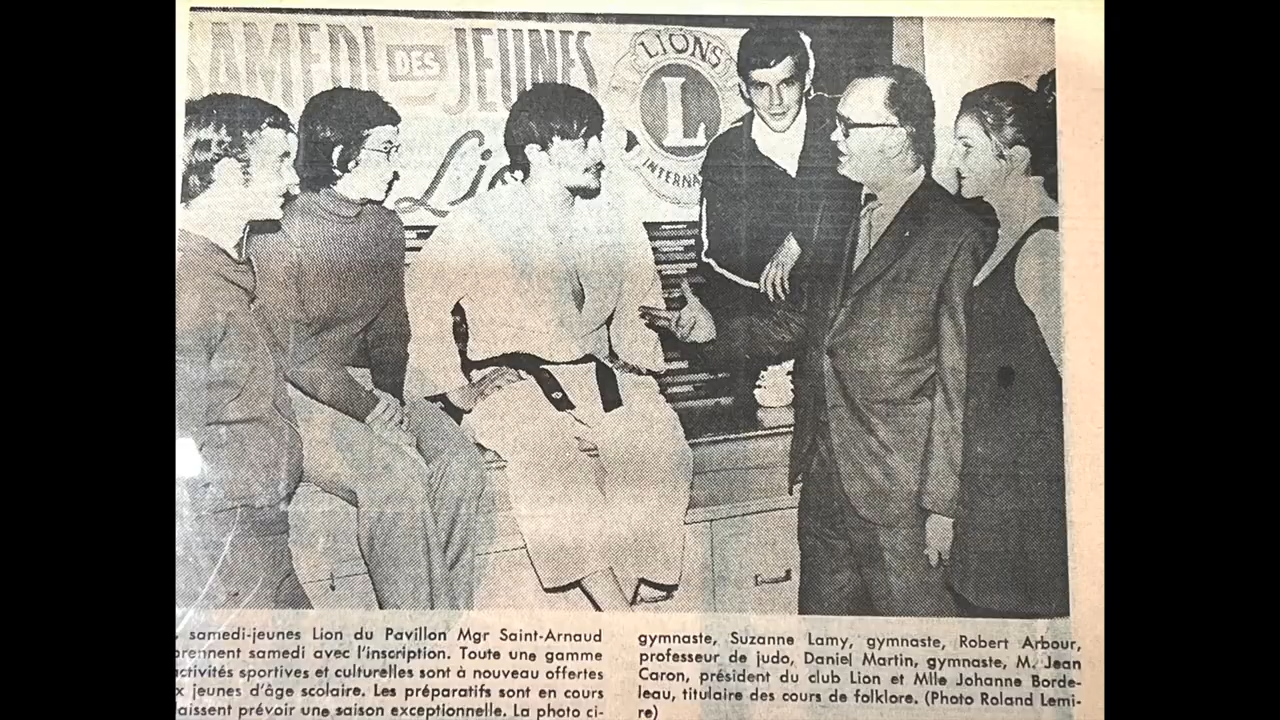 SAMEDI DES JEUNES
LIONS
L
INTERNA
Li
samedi-jeunes Lion du Pavillon Mgr Saint-Arnaud
prennent samedi avec l'inscription. Toute une gamme
activités sportives et culturelles sont à nouveau offertes
x jeunes d'âge scolaire. Les préparatifs sont en cours
aissent prévoir une saison exceptionnelle. La photo ci-
gymnaste, Suzanne Lamy, gymnaste, Robert Arbour,
professeur de judo, Daniel Martin, gymnaste, M. Jean
Caron, président du club Lion et Mlle Johanne Borde-
leau, titulaire des cours de folklore. (Photo Roland Lemi-
re)